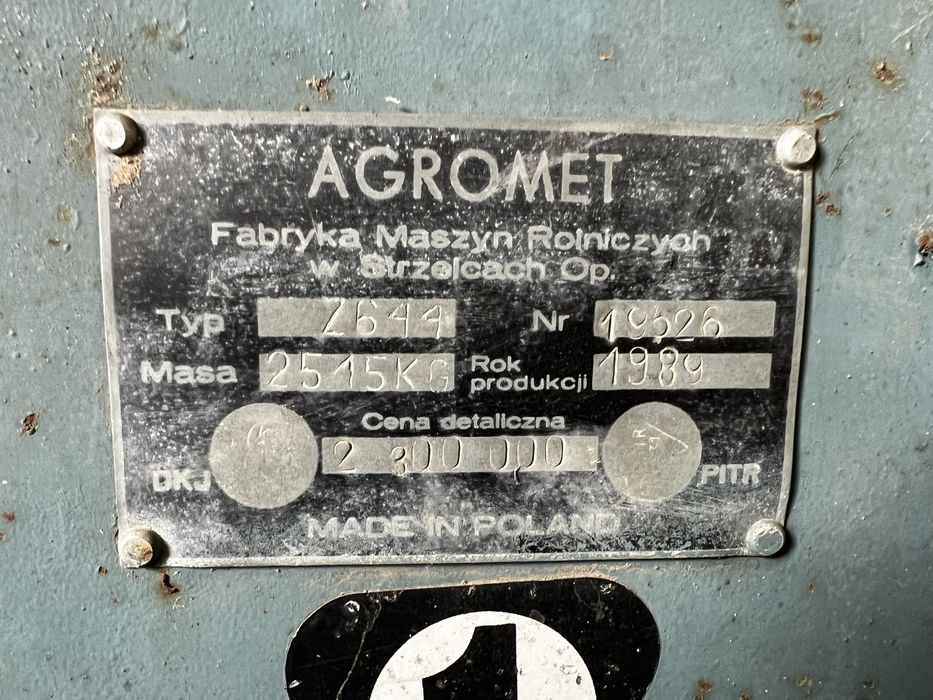 AGROMET
Fabryka Maszyn Rolniczych
w Strzelcach Op.
Typ Z644 Nr 19526
Masa 2515KG Rok produkcji 1989
Cena detaliczna
DKJ 2 300 000 PITR
MADE IN POLAND
1